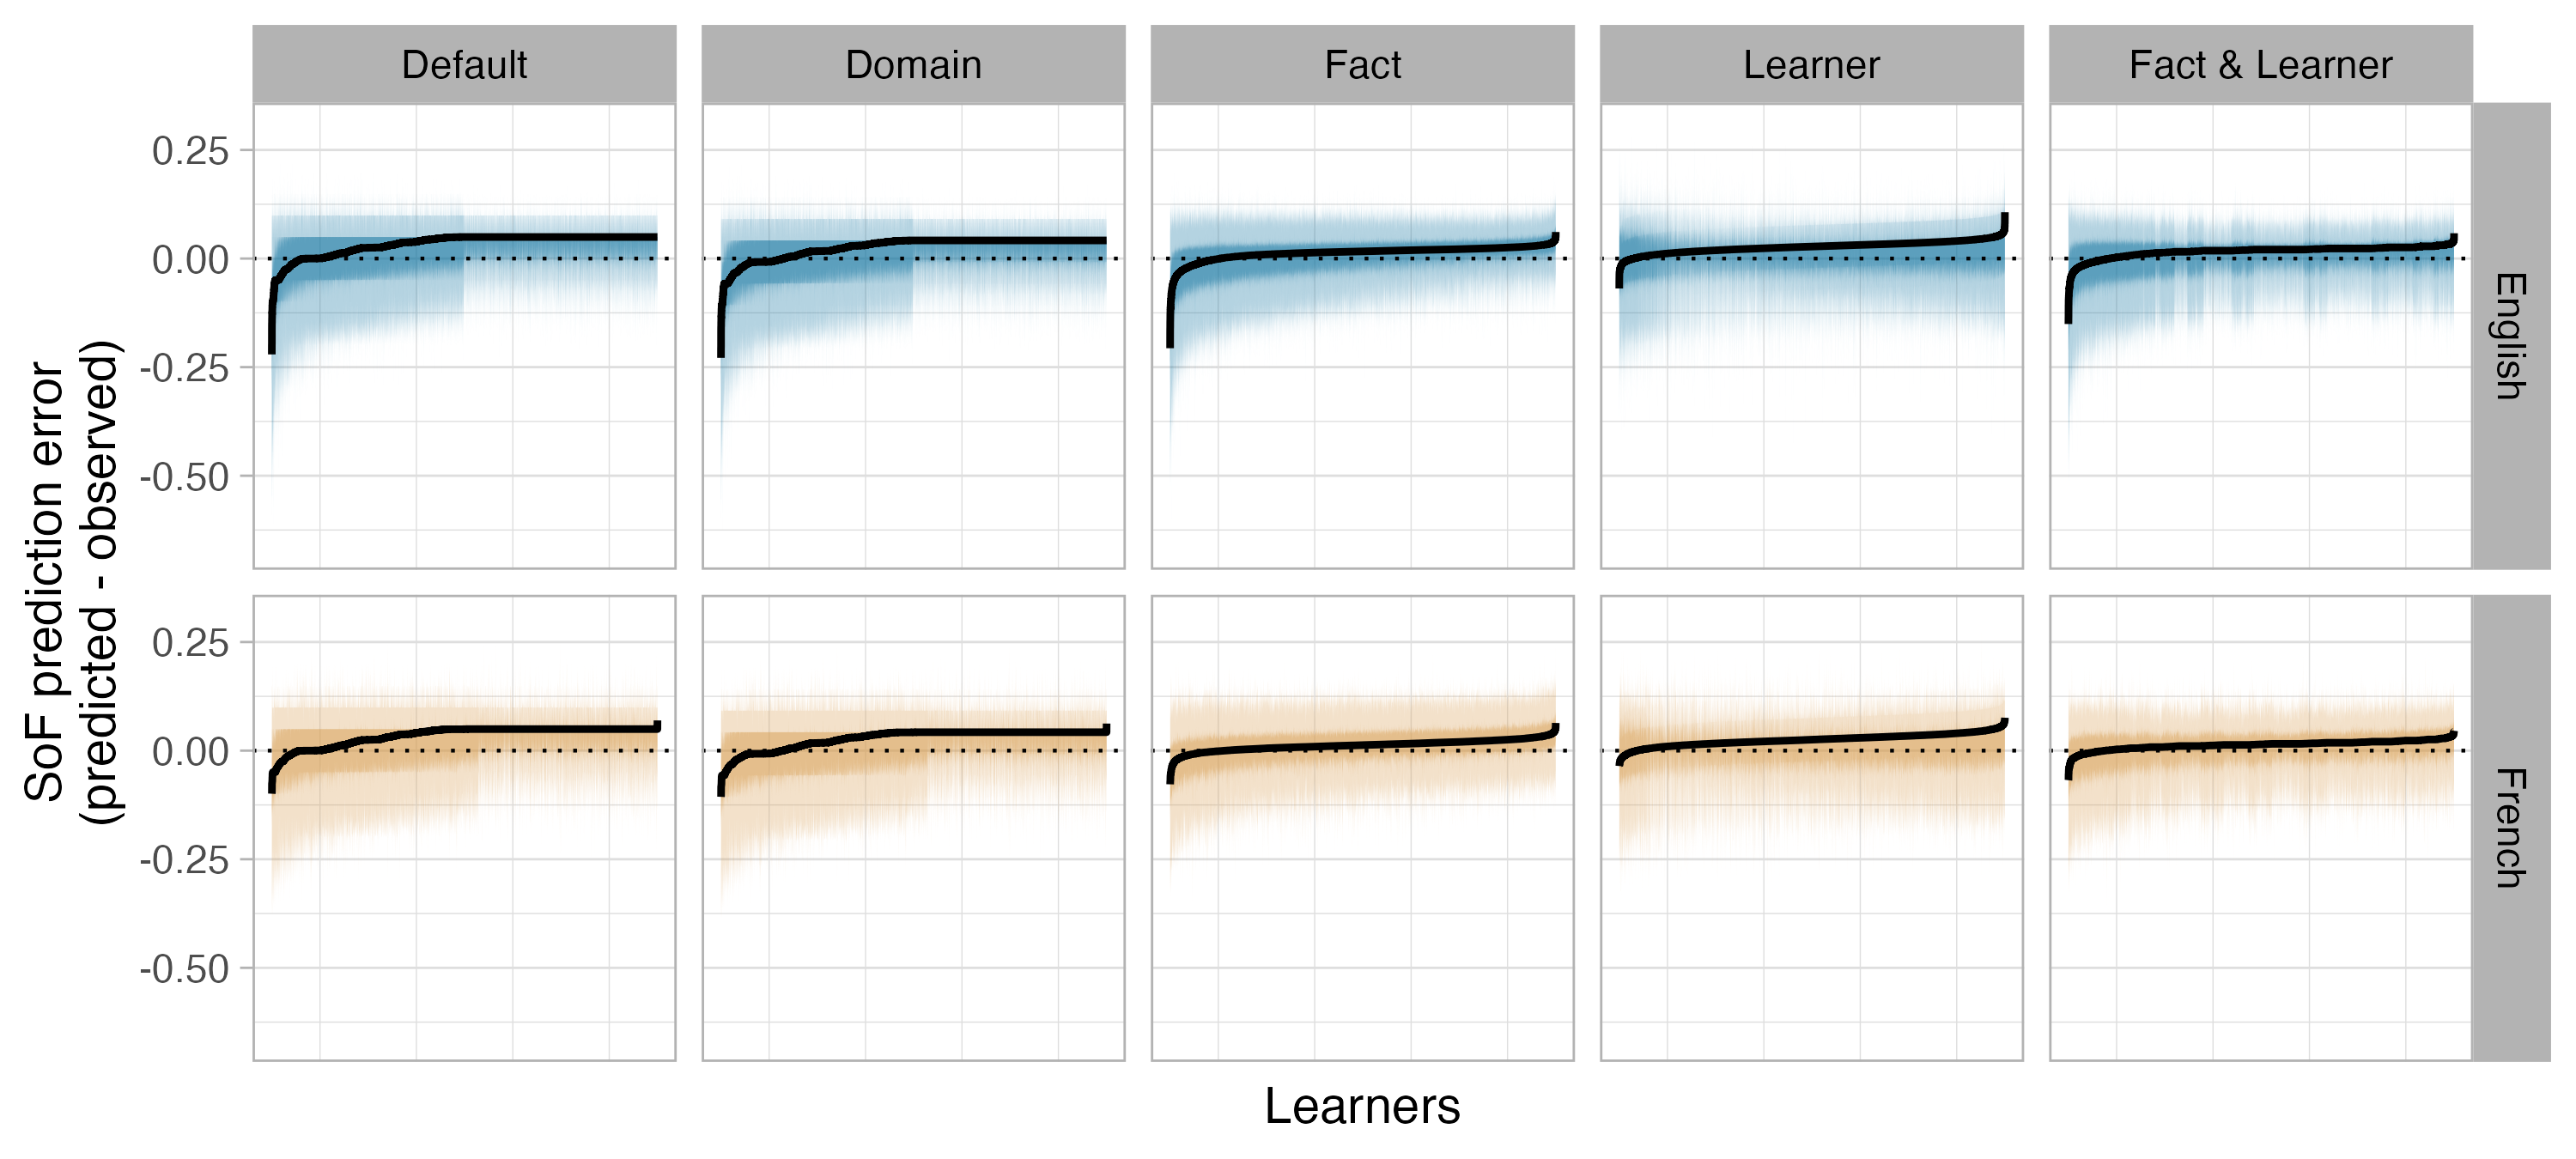 Default
Domain
Fact
Learner
Fact & Learner
SoF prediction error
(predicted - observed)
0.25
0.00
-0.25
-0.50
English
0.25
0.00
-0.25
-0.50
French
Learners